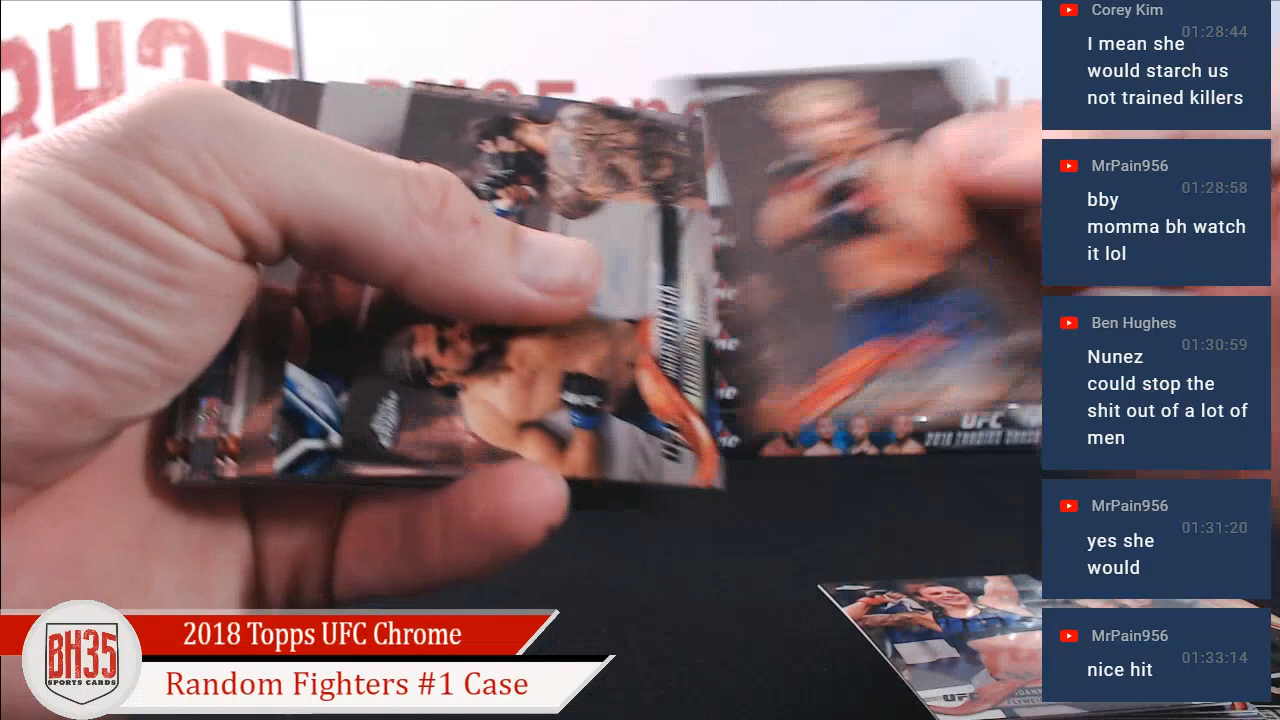 Corey Kim
01:28:44
I mean she
would starch us
not trained killers
MrPain956
01:28:58
bby
momma bh watch
it lol
Ben Hughes
01:30:59
Nunez
could stop the
shit out of a lot of
men
MrPain956
01:31:20
yes she
would
MrPain956
01:33:14
nice hit
UFC
UFC
BH35
SPORTS CARDS
2018 Topps UFC Chrome
Random Fighters #1 Case